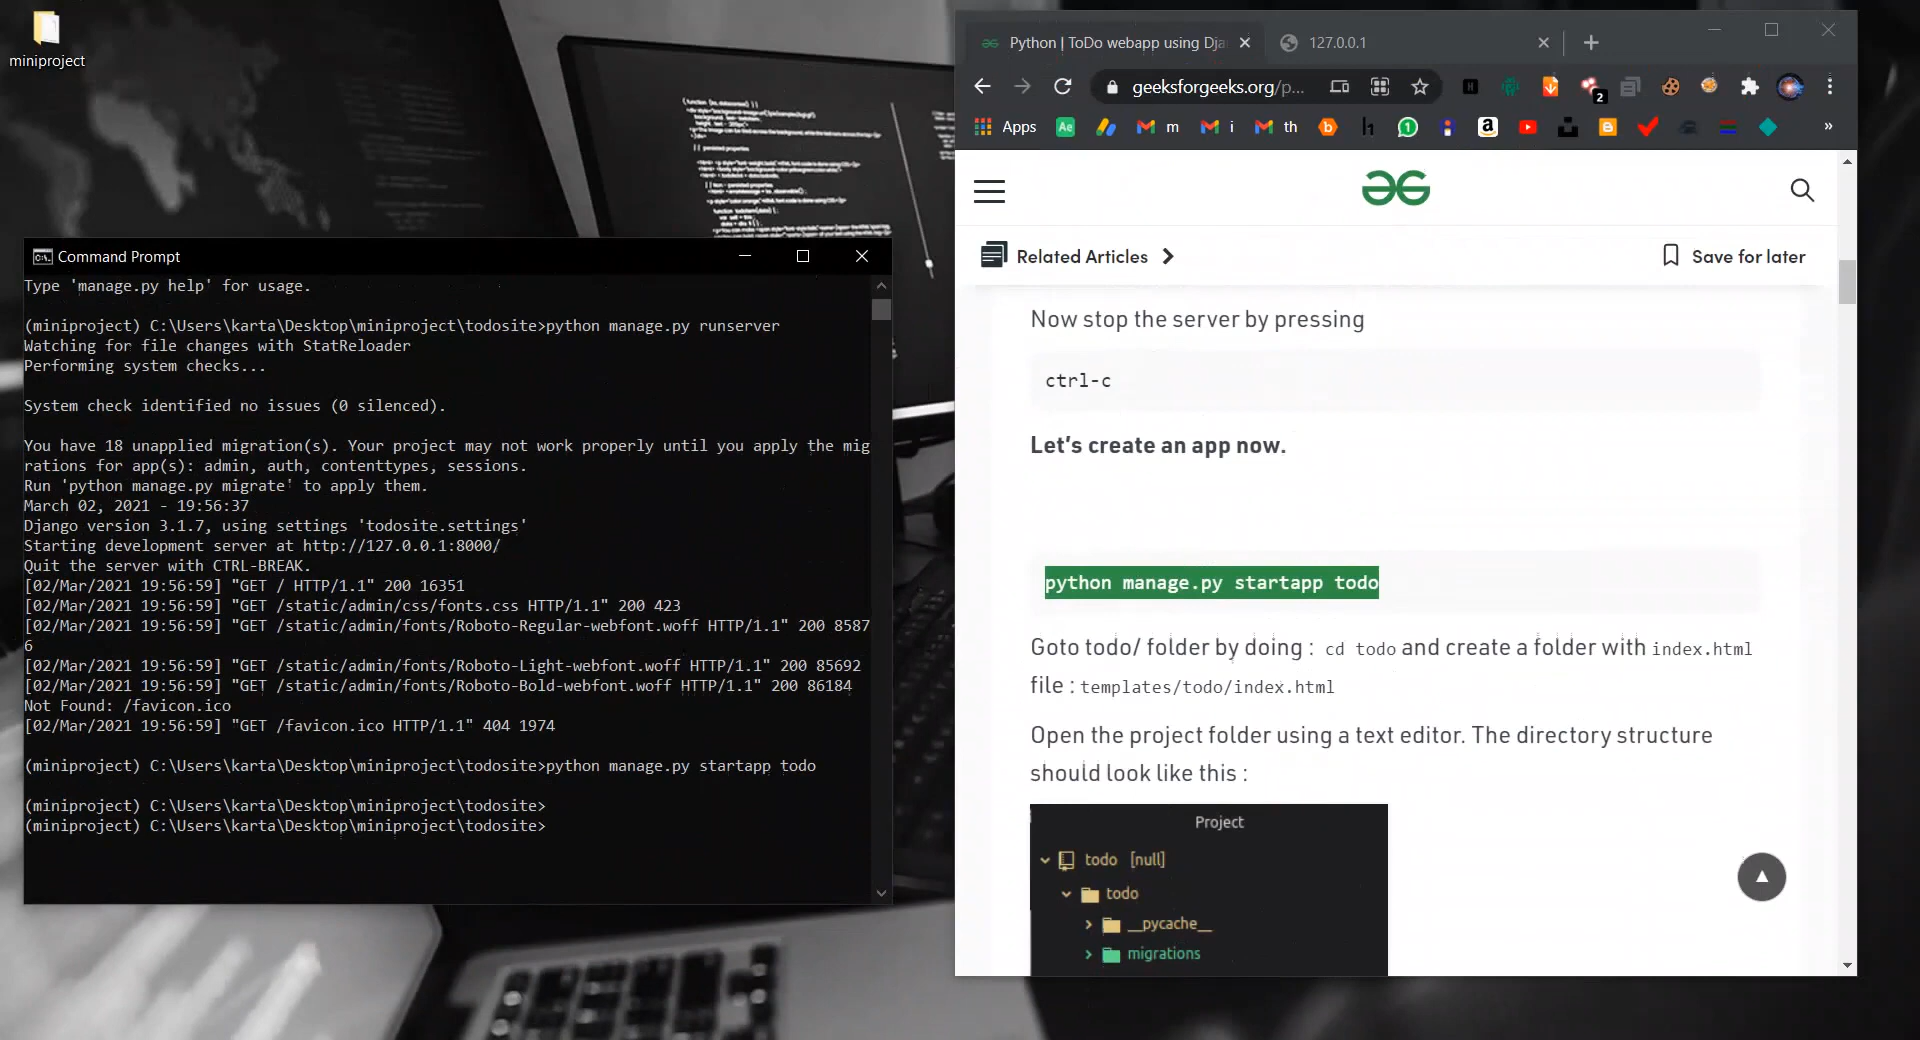 miniproject
Command Prompt
Type 'manage.py help' for usage.
(miniproject) C:\Users\karta\Desktop\miniproject\todosite>python manage.py runserver
Watching for file changes with StatReloader
Performing system checks...
System check identified no issues (0 silenced).
You have 18 unapplied migration(s). Your project may not work properly until you apply the mig
rations for app(s): admin, auth, contenttypes, sessions.
Run 'python manage.py migrate' to apply them.
March 02, 2021 - 19:56:37
Django version 3.1.7, using settings 'todosite.settings'
Starting development server at http://127.0.0.1:8000/
Quit the server with CTRL-BREAK.
[02/Mar/2021 19:56:59] "GET / HTTP/1.1" 200 16351
[02/Mar/2021 19:56:59] "GET /static/admin/css/fonts.css HTTP/1.1" 200 423
[02/Mar/2021 19:56:59] "GET /static/admin/fonts/Roboto-Regular-webfont.woff HTTP/1.1" 200 8587
6
[02/Mar/2021 19:56:59] "GET /static/admin/fonts/Roboto-Light-webfont.woff HTTP/1.1" 200 85692
[02/Mar/2021 19:56:59] "GET /static/admin/fonts/Roboto-Bold-webfont.woff HTTP/1.1" 200 86184
Not Found: /favicon.ico
[02/Mar/2021 19:56:59] "GET /favicon.ico HTTP/1.1" 404 1974
(miniproject) C:\Users\karta\Desktop\miniproject\todosite>python manage.py startapp todo
(miniproject) C:\Users\karta\Desktop\miniproject\todosite>
(miniproject) C:\Users\karta\Desktop\miniproject\todosite>
Python | ToDo webapp using Dja
127.0.0.1
geeksforgeeks.org/p...
2
Apps Ae m i th 1 »
Related Articles
Save for later
Now stop the server by pressing
ctrl-c
Let's create an app now.
python manage.py startapp todo
Goto todo/ folder by doing : cd todo and create a folder with index.html
file : templates/todo/index.html
Open the project folder using a text editor. The directory structure
should look like this :
Project
todo [null]
todo
__pycache__
migrations